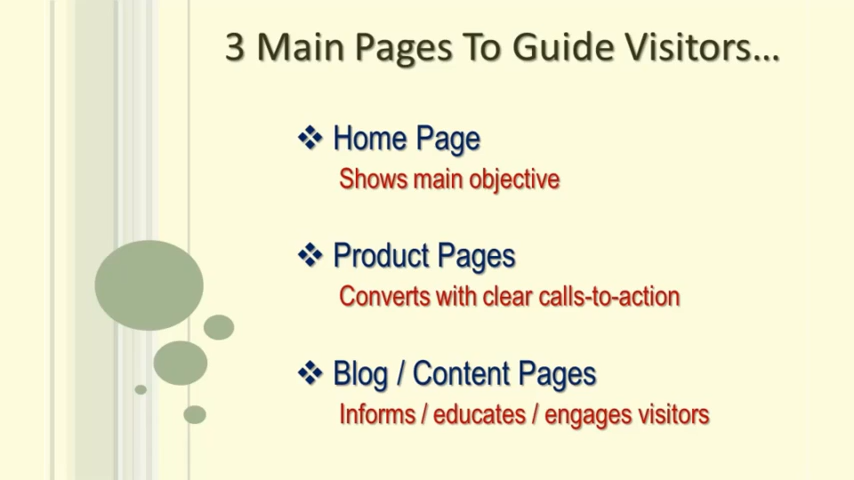 3 Main Pages To Guide Visitors...
❖ Home Page
Shows main objective
❖ Product Pages
Converts with clear calls-to-action
❖ Blog / Content Pages
Informs / educates / engages visitors